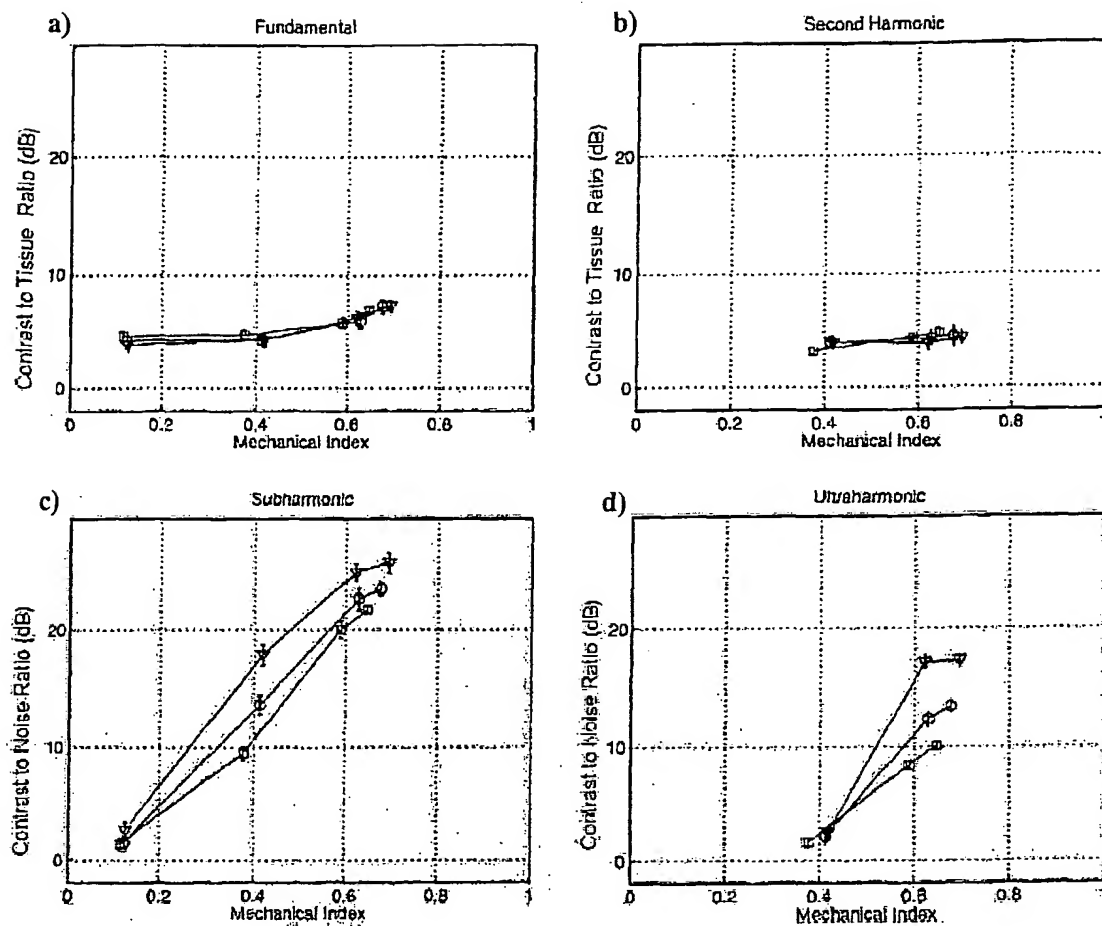 a)
Fundamental
Contrast to Tissue Ratio (dB)
20
10
0
0 0.2 0.4 0.6 0.8 1
Mechanical Index
b)
Second Harmonic
Contrast to Tissue Ratio (dB)
20
10
0
0 0.2 0.4 0.6 0.8 1
Mechanical Index
c)
Subharmonic
Contrast to Noise Ratio (dB)
20
10
0
0 0.2 0.4 0.6 0.8 1
Mechanical Index
d)
Ultraharmonic
Contrast to Noise Ratio (dB)
20
10
0
0 0.2 0.4 0.6 0.8 1
Mechanical Index